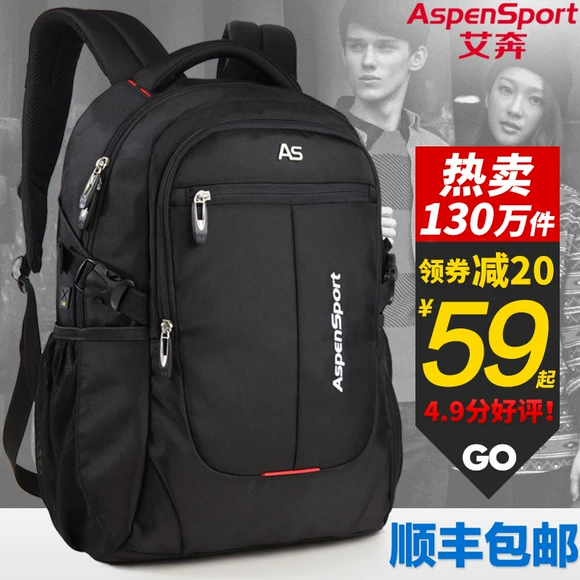 AspenSport
艾奔
AS
AspenSport
热卖
130万件
领券减20
¥59起
4.9分好评!
GO
顺丰包邮